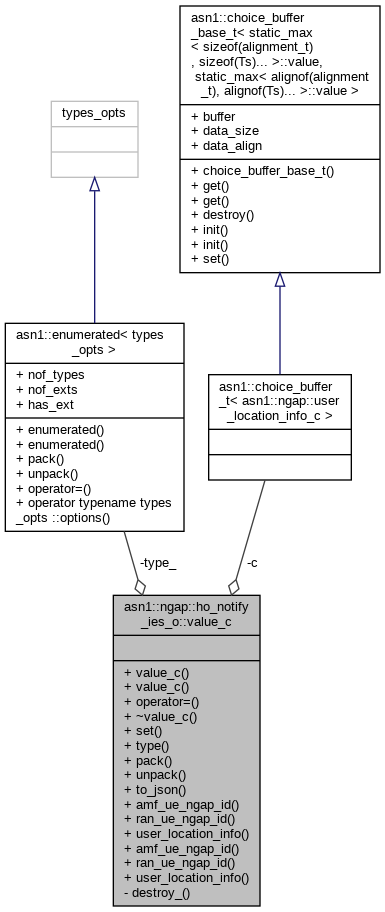 asn1::choice_buffer
_base_t< static_max
< sizeof(alignment_t)
, sizeof(Ts)... >::value,
static_max< alignof(alignment
_t), alignof(Ts)... >::value >
+ buffer
+ data_size
+ data_align
+ choice_buffer_base_t()
+ get()
+ get()
+ destroy()
+ init()
+ init()
+ set()
types_opts
asn1::enumerated< types
_opts >
+ nof_types
+ nof_exts
+ has_ext
+ enumerated()
+ enumerated()
+ pack()
+ unpack()
+ operator=()
+ operator typename types
_opts ::options()
asn1::choice_buffer
_t< asn1::ngap::user
_location_info_c >
-type_
-c
asn1::ngap::ho_notify
_ies_o::value_c
+ value_c()
+ value_c()
+ operator=()
+ ~value_c()
+ set()
+ type()
+ pack()
+ unpack()
+ to_json()
+ amf_ue_ngap_id()
+ ran_ue_ngap_id()
+ user_location_info()
+ amf_ue_ngap_id()
+ ran_ue_ngap_id()
+ user_location_info()
- destroy_()